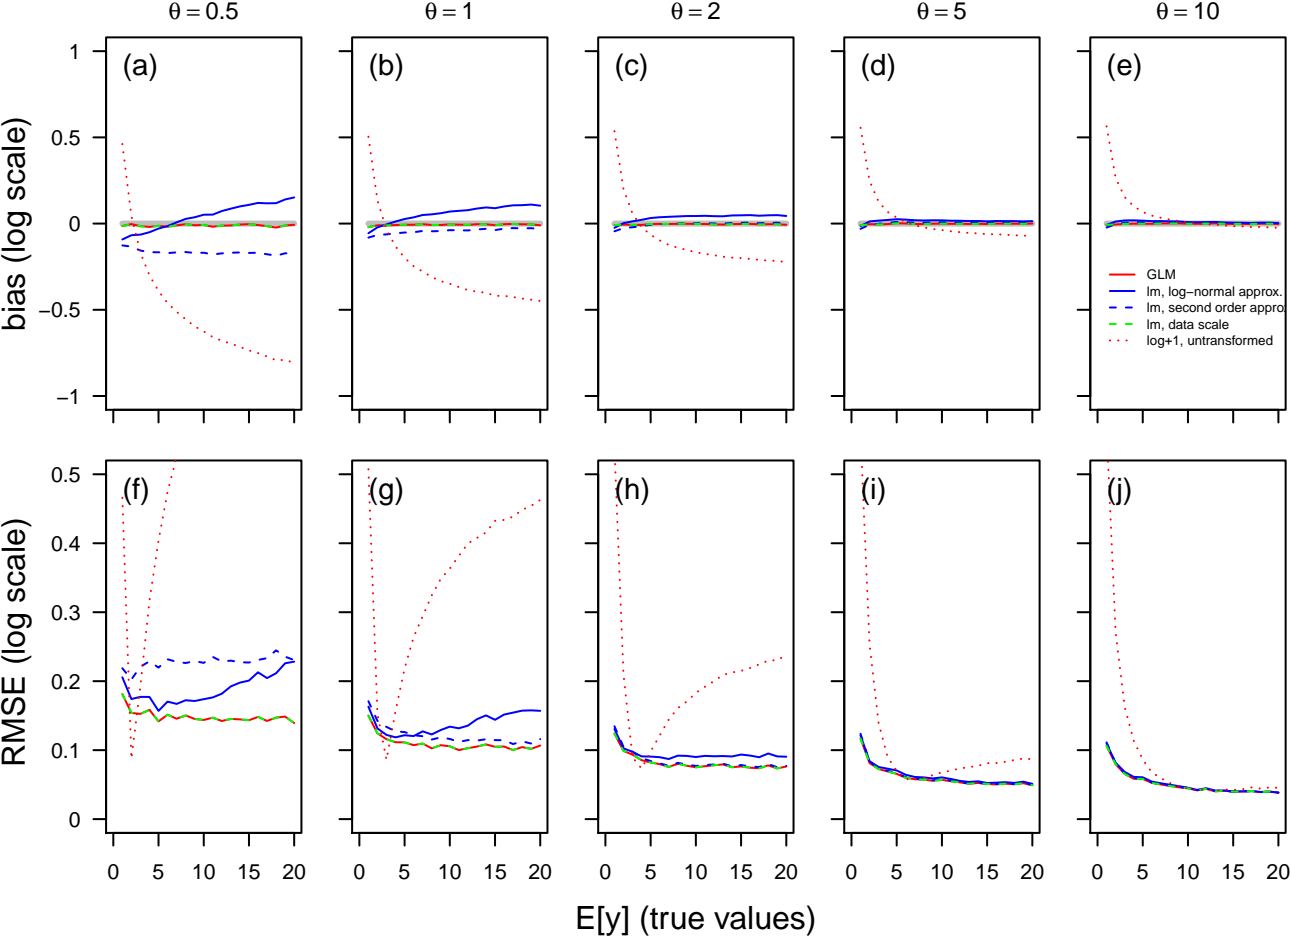 θ = 0.5 θ = 1 θ = 2 θ = 5 θ = 10
bias (log scale)
1
0.5
0
−0.5
−1
(a) (b) (c) (d) (e)
GLM
lm, log−normal approx.
lm, second order appro
lm, data scale
log+1, untransformed
RMSE (log scale)
0.5
0.4
0.3
0.2
0.1
0
(f) (g) (h) (i) (j)
0 5 10 15 20 0 5 10 15 20 0 5 10 15 20 0 5 10 15 20 0 5 10 15 20
E[y] (true values)